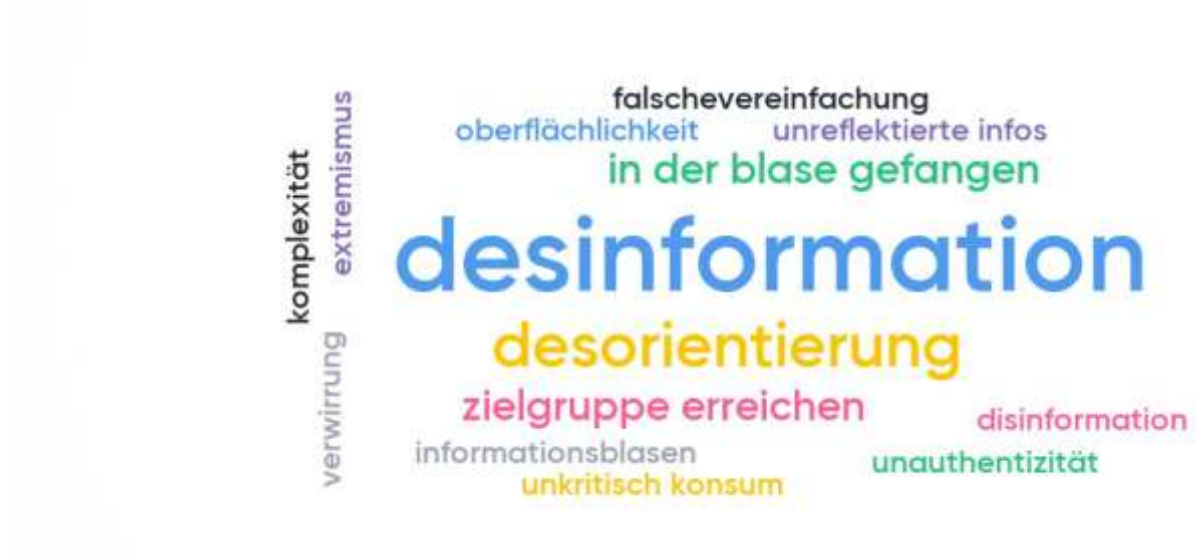 falschevereinfachung
oberflächlichkeit
unreflektierte infos
in der blase gefangen
komplexität
extremismus
desinformation
desorientierung
verwirrung
zielgruppe erreichen
disinformation
informationsblasen
unauthentizität
unkritisch konsum